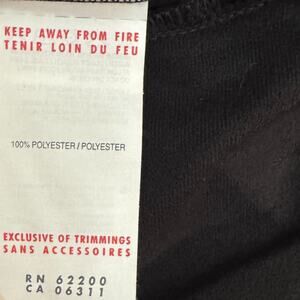 KEEP AWAY FROM FIRE
TENIR LOIN DU FEU
100% POLYESTER / POLYESTER
EXCLUSIVE OF TRIMMINGS
SANS ACCESSOIRES
RN 62200
CA 06311